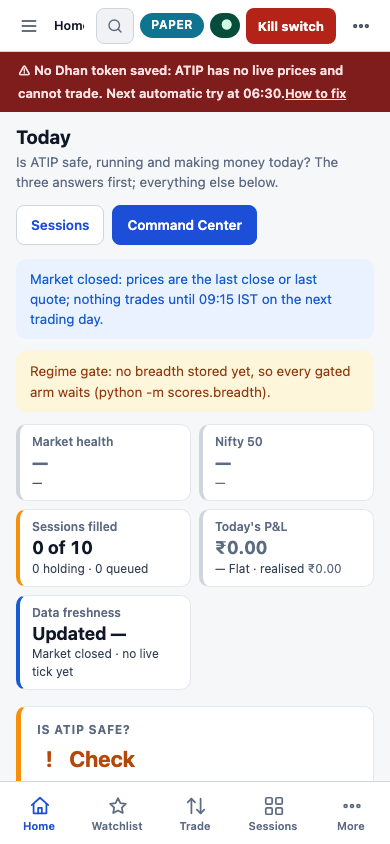 Home
PAPER
Kill switch
⚠ No Dhan token saved: ATIP has no live prices and
cannot trade. Next automatic try at 06:30.How to fix
Today
Is ATIP safe, running and making money today? The
three answers first; everything else below.
Sessions
Command Center
Market closed: prices are the last close or last
quote; nothing trades until 09:15 IST on the next
trading day.
Regime gate: no breadth stored yet, so every gated
arm waits (python -m scores.breadth).
Market health
—
—
Nifty 50
—
—
Sessions filled
0 of 10
0 holding · 0 queued
Today's P&L
₹0.00
— Flat · realised ₹0.00
Data freshness
Updated —
Market closed · no live
tick yet
IS ATIP SAFE?
! Check
Home
Watchlist
Trade
Sessions
More